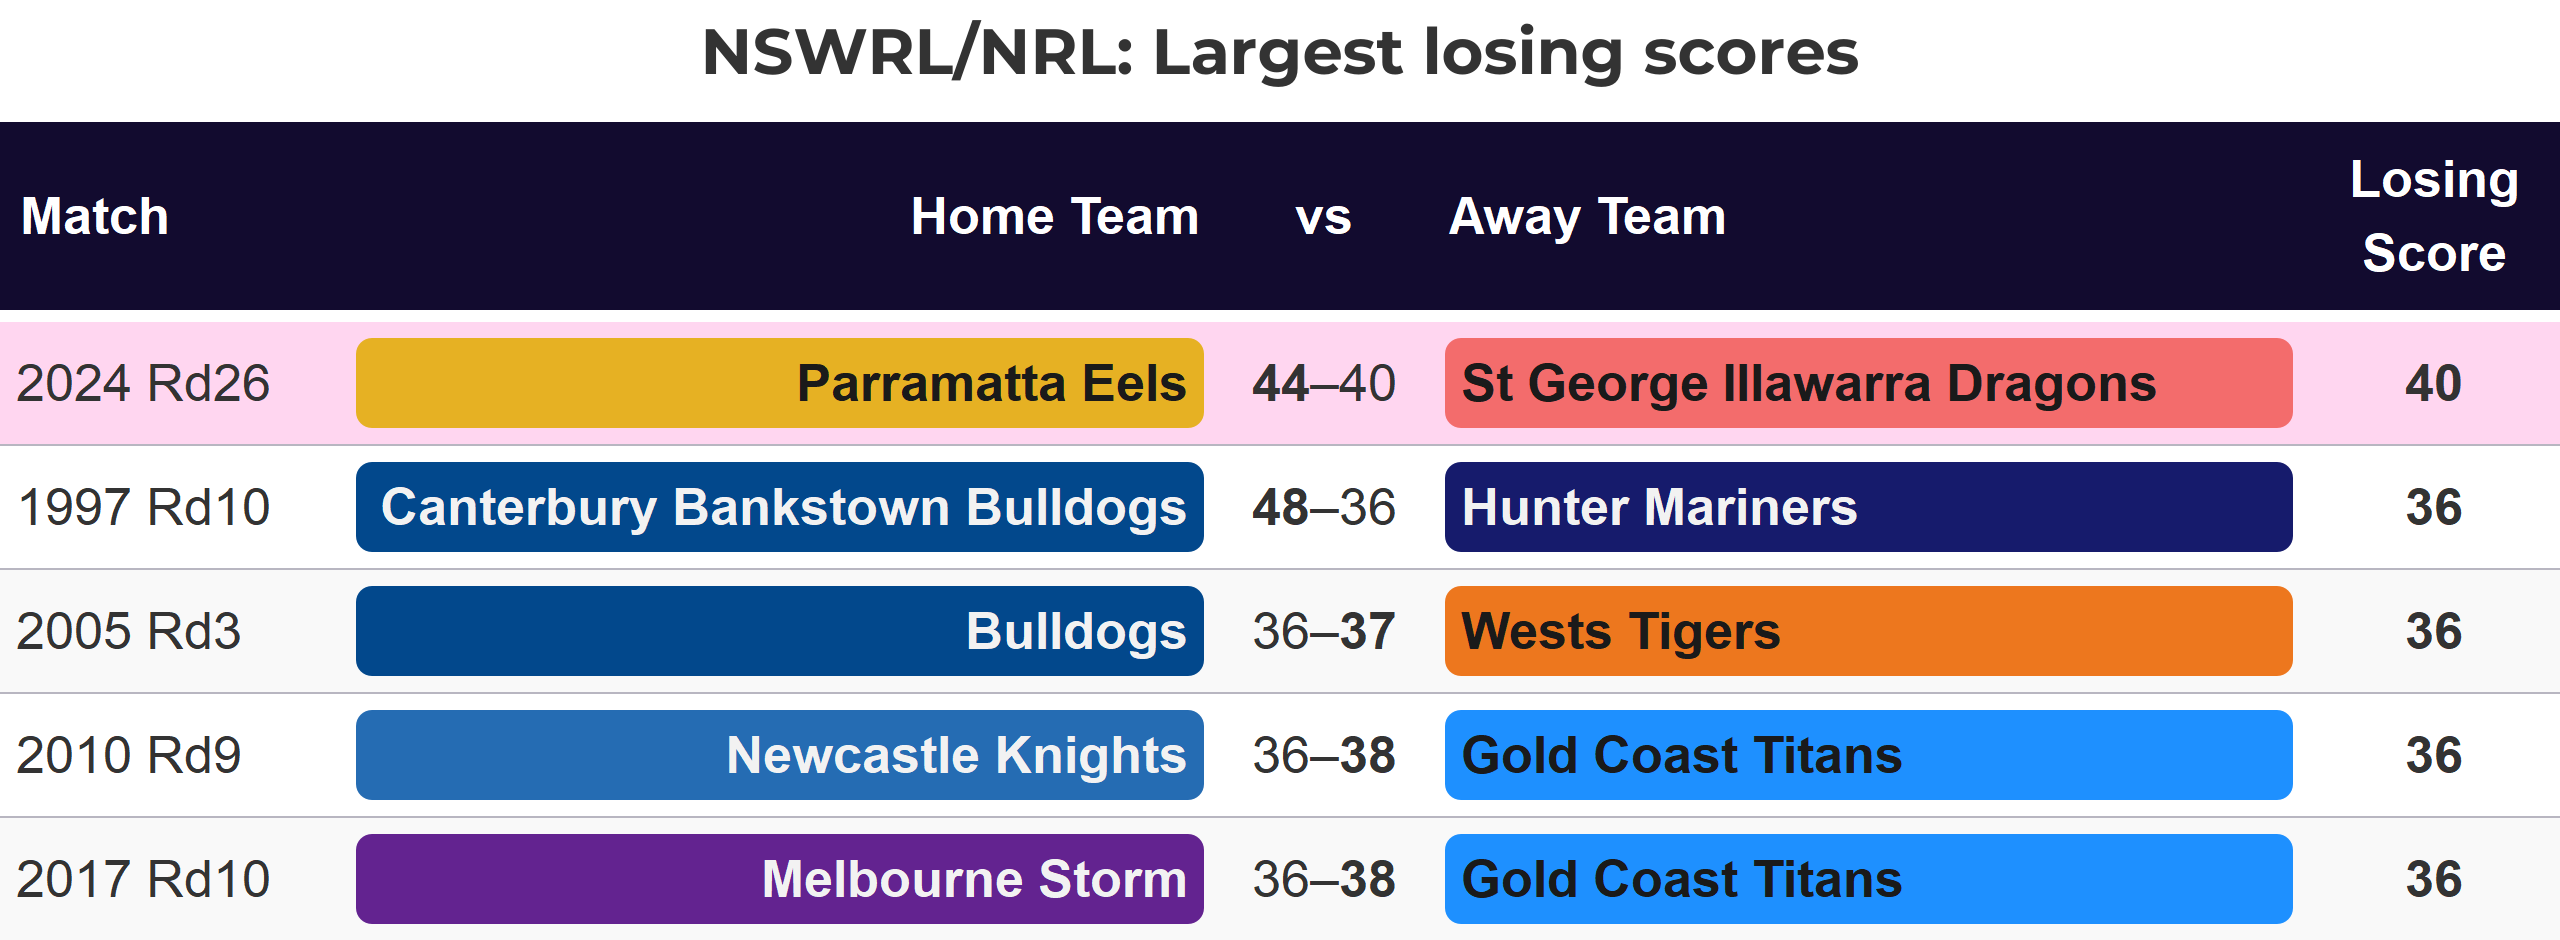 NSWRL/NRL: Largest losing scores
Match Home Team vs Away Team Losing Score
2024 Rd26 Parramatta Eels 44–40 St George Illawarra Dragons 40
1997 Rd10 Canterbury Bankstown Bulldogs 48–36 Hunter Mariners 36
2005 Rd3 Bulldogs 36–37 Wests Tigers 36
2010 Rd9 Newcastle Knights 36–38 Gold Coast Titans 36
2017 Rd10 Melbourne Storm 36–38 Gold Coast Titans 36